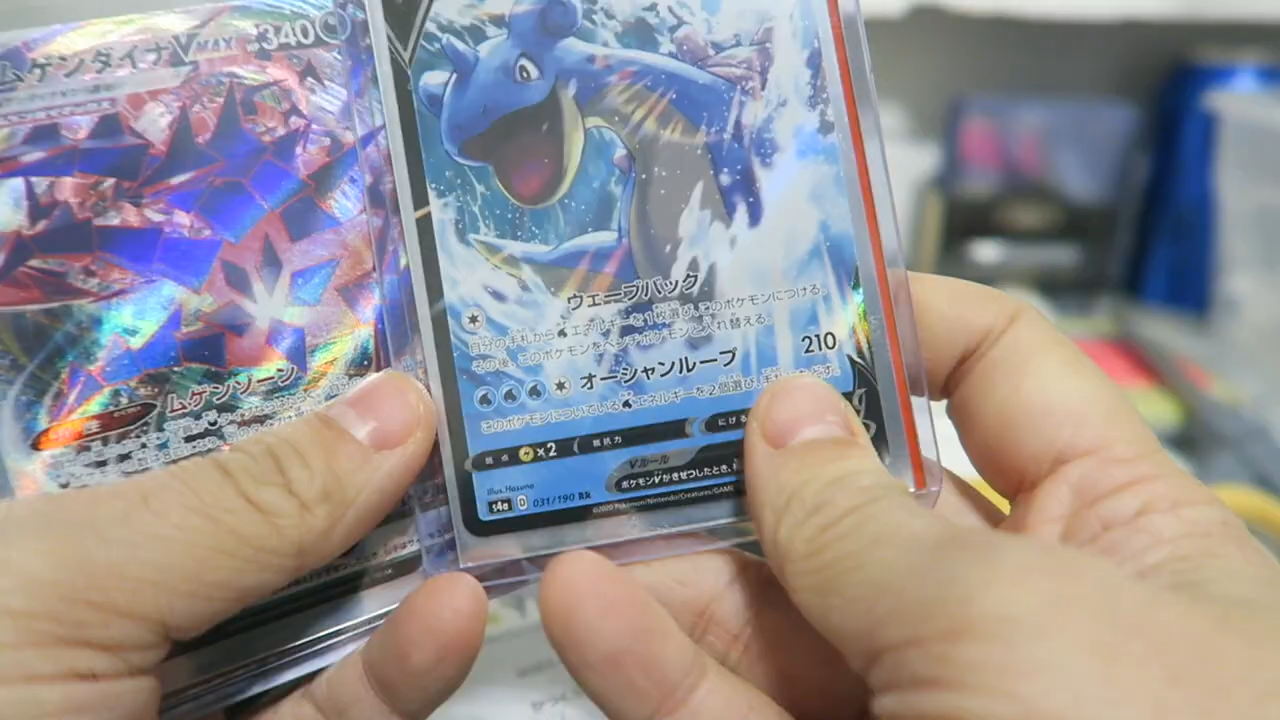 ムゲンダイナVMAX 340
ムゲンゾーン
ウェーブバック
自分の手札からエネルギーを1枚選び、このポケモンにつける。
その後、このポケモンをベンチポケモンと入れ替える。
オーシャンループ 210
このポケモンについているエネルギーを2個選び、手札にもどす。
弱点 ×2 抵抗力 にげる
Vルール
ポケモンVがきぜつしたとき、
Illus.Hasuno
s4a D 031/190 RR
©2020 Pokémon/Nintendo/Creatures/GAME